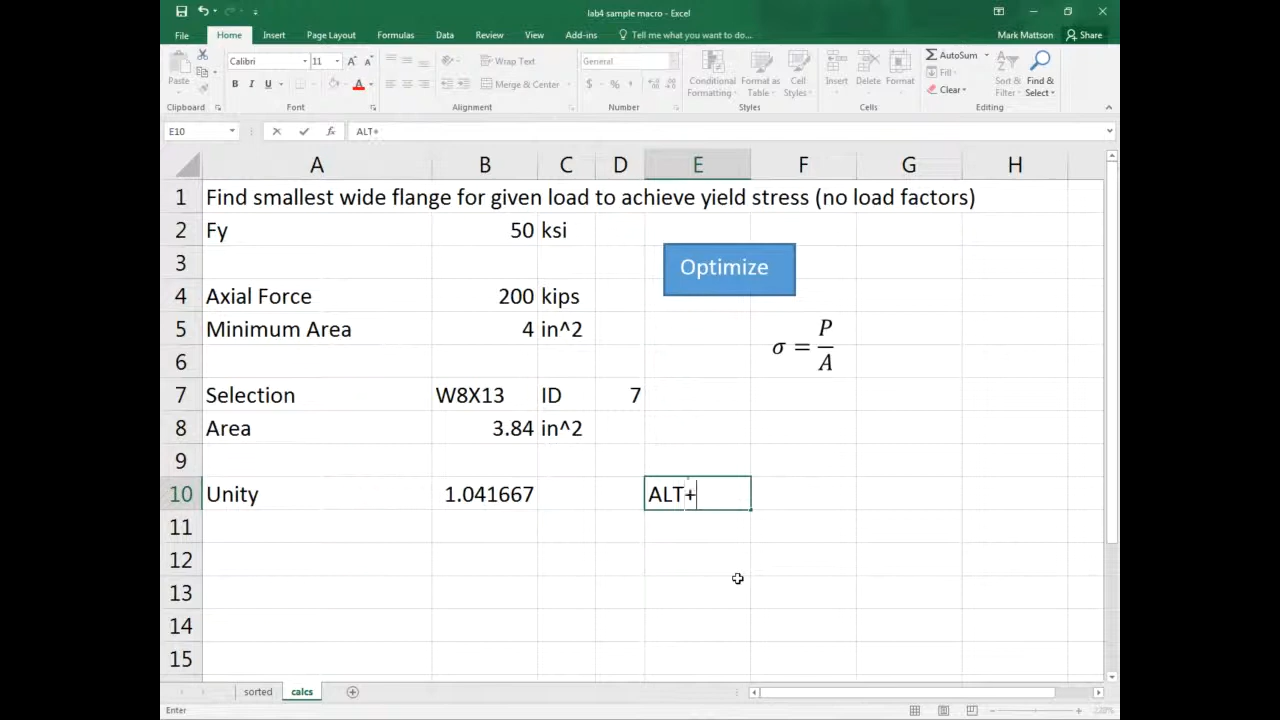 lab4 sample macro - Excel
File Home Insert Page Layout Formulas Data Review View Add-ins Tell me what you want to do... Mark Mattson Share
Calibri 11 A A Wrap Text General AutoSum
Paste Conditional Format as Cell Insert Delete Format Fill Sort & Find &
B I U A Merge & Center $ % Formatting Table Styles Clear Filter Select
Clipboard Font Alignment Number Styles Cells Editing
E10 fx ALT+
A B C D E F G H
1 Find smallest wide flange for given load to achieve yield stress (no load factors)
2 Fy 50 ksi
3 Optimize
4 Axial Force 200 kips
5 Minimum Area 4 in^2
σ = P/A
6
7 Selection W8X13 ID 7
8 Area 3.84 in^2
9
10 Unity 1.041667 ALT+
11
12
13
14
15
sorted calcs
Enter 220%